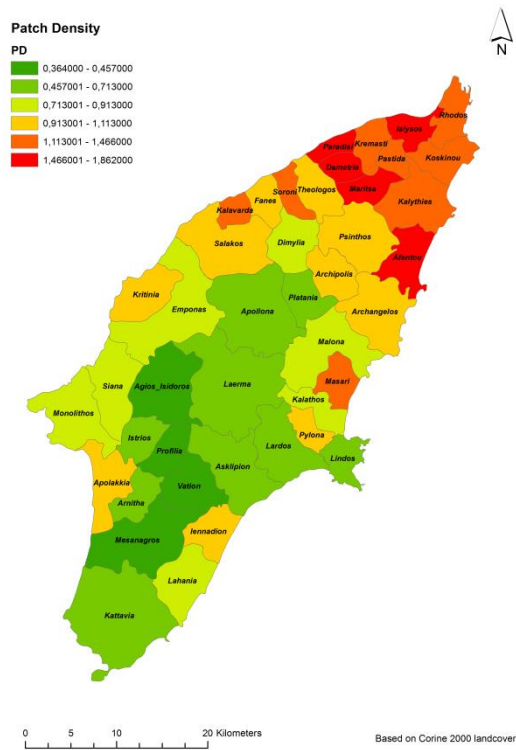 Patch Density
N
PD
0,364000 - 0,457000
0,457001 - 0,713000
0,713001 - 0,913000
0,913001 - 1,113000
1,113001 - 1,466000
1,466001 - 1,862000
Rhodos
Ialysos
Paradisi
Kremasti
Pastida
Koskinou
Damatria
Maritsa
Kalythies
Theologos
Soroni
Fanes
Kalavarda
Salakos
Dimylia
Psinthos
Afantou
Archipolis
Kritinia
Emponas
Apollona
Platania
Archangelos
Malona
Siana
Agios_Isidoros
Laerma
Masari
Kalathos
Monolithos
Istrios
Profilia
Pylona
Lardos
Lindos
Asklipion
Apolakkia
Arnitha
Vation
Iennadion
Mesanagros
Lahania
Kattavia
0 5 10 20 Kilometers
Based on Corine 2000 landcover